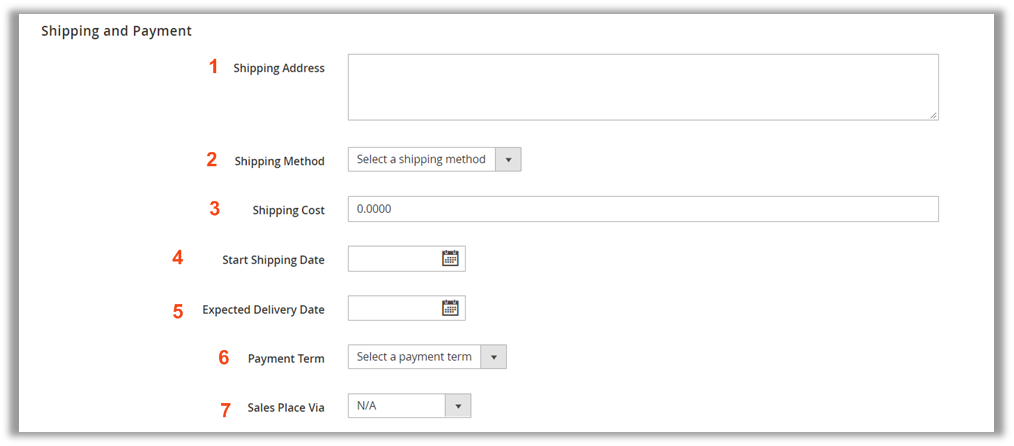 Shipping and Payment
1 Shipping Address
2 Shipping Method Select a shipping method
3 Shipping Cost 0.0000
4 Start Shipping Date
5 Expected Delivery Date
6 Payment Term Select a payment term
7 Sales Place Via N/A